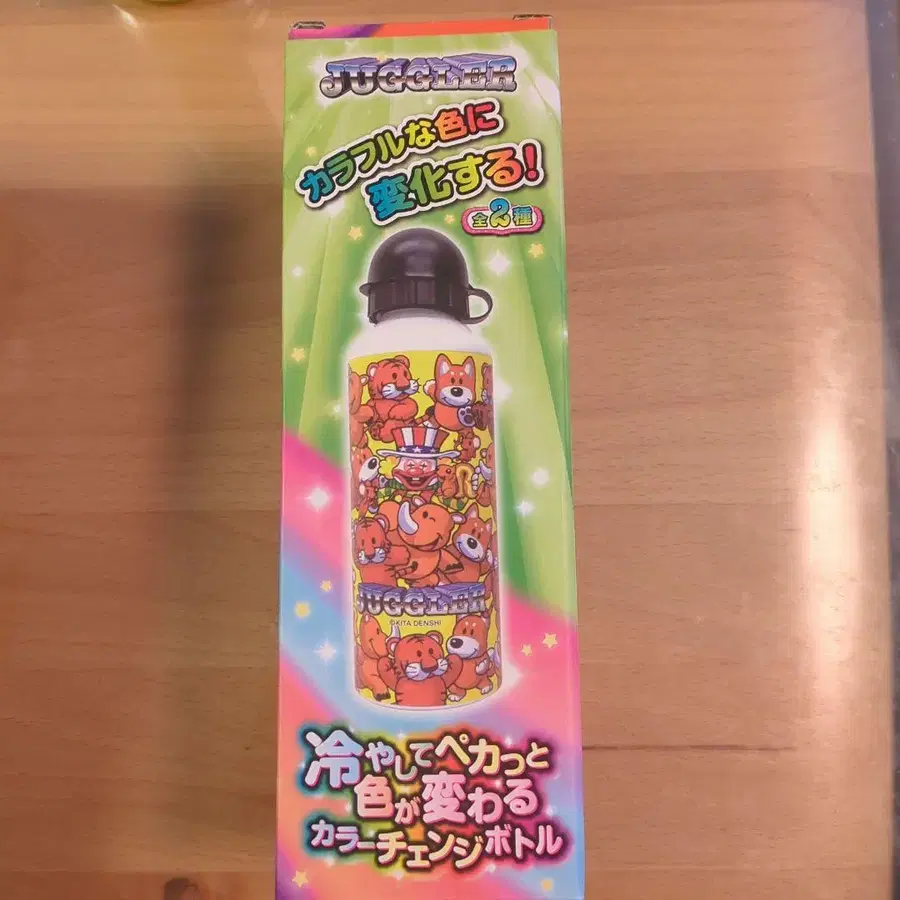 JUGGLER
カラフルな色に
変化する!
全2種
JUGGLER
©KITA DENSHI
冷やしてペカっと
色が変わる
カラーチェンジボトル